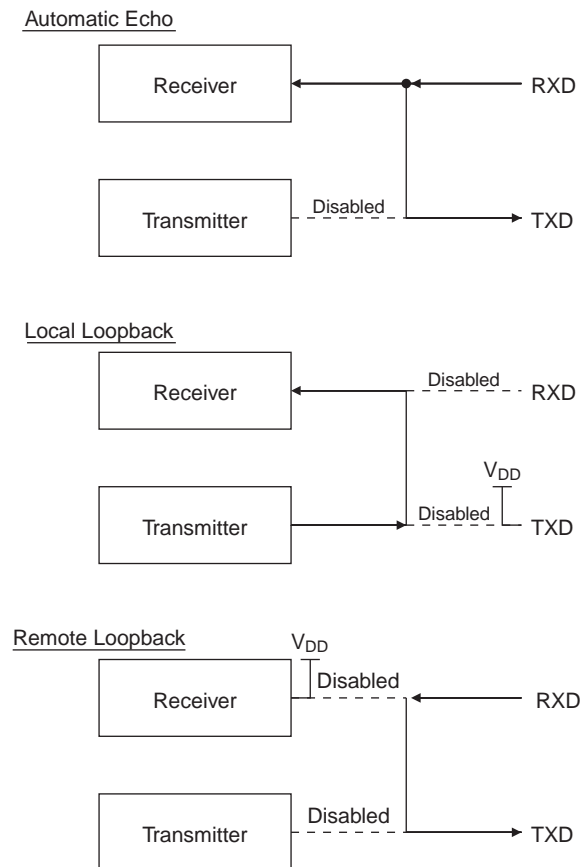 Automatic Echo
Receiver
RXD
Transmitter
Disabled
TXD
Local Loopback
Receiver
Disabled
RXD
VDD
Transmitter
Disabled
TXD
Remote Loopback
VDD
Receiver
Disabled
RXD
Transmitter
Disabled
TXD